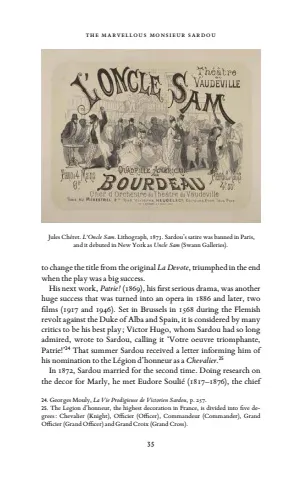 THE MARVELLOUS MONSIEUR SARDOU
L'ONCLE SAM
Théâtre
du
VAUDEVILLE
QUADRILLE AMÉRICAIN
BOURDEAU
Chef d'Orchestre du Théâtre du Vaudeville
Jules Chéret. L'Oncle Sam. Lithograph, 1873. Sardou's satire was banned in Paris,
and it debuted in New York as Uncle Sam (Swann Galleries).
to change the title from the original La Devote, triumphed in the end
when the play was a big success.
His next work, Patrie! (1869), his first serious drama, was another
huge success that was turned into an opera in 1886 and later, two
films (1917 and 1946). Set in Brussels in 1568 during the Flemish
revolt against the Duke of Alba and Spain, it is considered by many
critics to be his best play; Victor Hugo, whom Sardou had so long
admired, wrote to Sardou, calling it 'Votre oeuvre triomphante,
Patrie!'24 That summer Sardou received a letter informing of his
nomination to the Légion d'honneur as a Chevalier.25
In 1872, Sardou married for the second time. Doing research on
the decor for Marly, he met Eudore Soulié (1817–1876), the chief
24. Georges Mouly, La Vie Prodigieuse de Victorien Sardou, p. 257.
25. The Legion d'honneur, the highest decoration in France, is divided into five de-
grees: Chevalier (Knight), Officier (Officer), Commandeur (Commander), Grand
Officier (Grand Officer) and Grand Croix (Grand Cross).
35